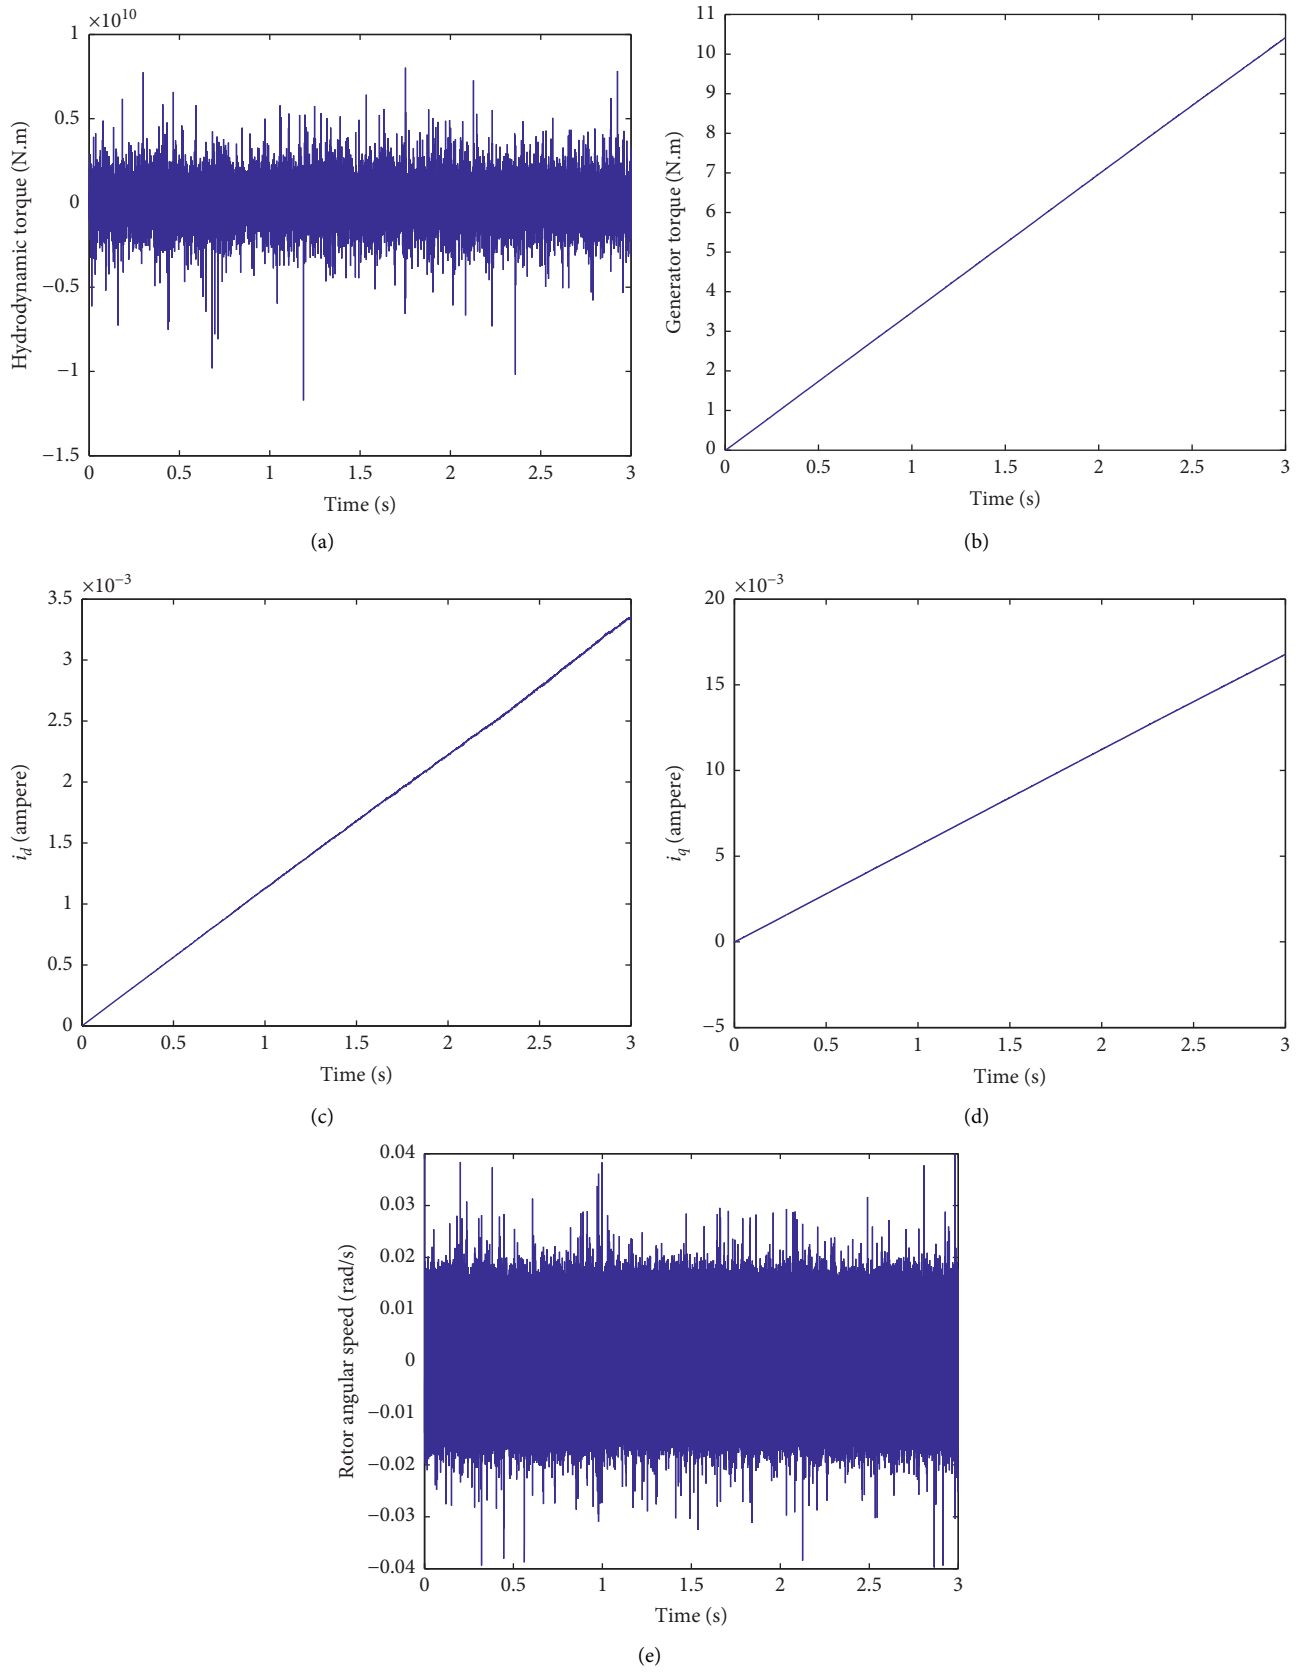 ×10¹⁰
1
0.5
0
−0.5
−1
−1.5
0 0.5 1 1.5 2 2.5 3
Hydrodynamic torque (N.m)
Time (s)
(a)
11
10
9
8
7
6
5
4
3
2
1
0
0 0.5 1 1.5 2 2.5 3
Generator torque (N.m)
Time (s)
(b)
×10⁻³
3.5
3
2.5
2
1.5
1
0.5
0
0 0.5 1 1.5 2 2.5 3
i_d (ampere)
Time (s)
(c)
×10⁻³
20
15
10
5
0
−5
0 0.5 1 1.5 2 2.5 3
i_q (ampere)
Time (s)
(d)
0.04
0.03
0.02
0.01
0
−0.01
−0.02
−0.03
−0.04
0 0.5 1 1.5 2 2.5 3
Rotor angular speed (rad/s)
Time (s)
(e)